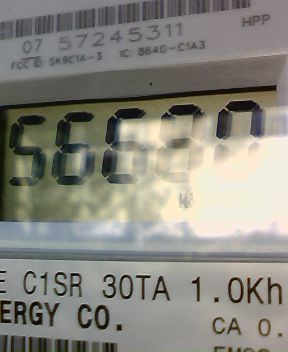 HPP
07 57245311
FCC ID: SK9C1A-3 IC: 864G-C1A3
56680
E C1SR 30TA 1.0Kh
ERGY CO.
CA 0.